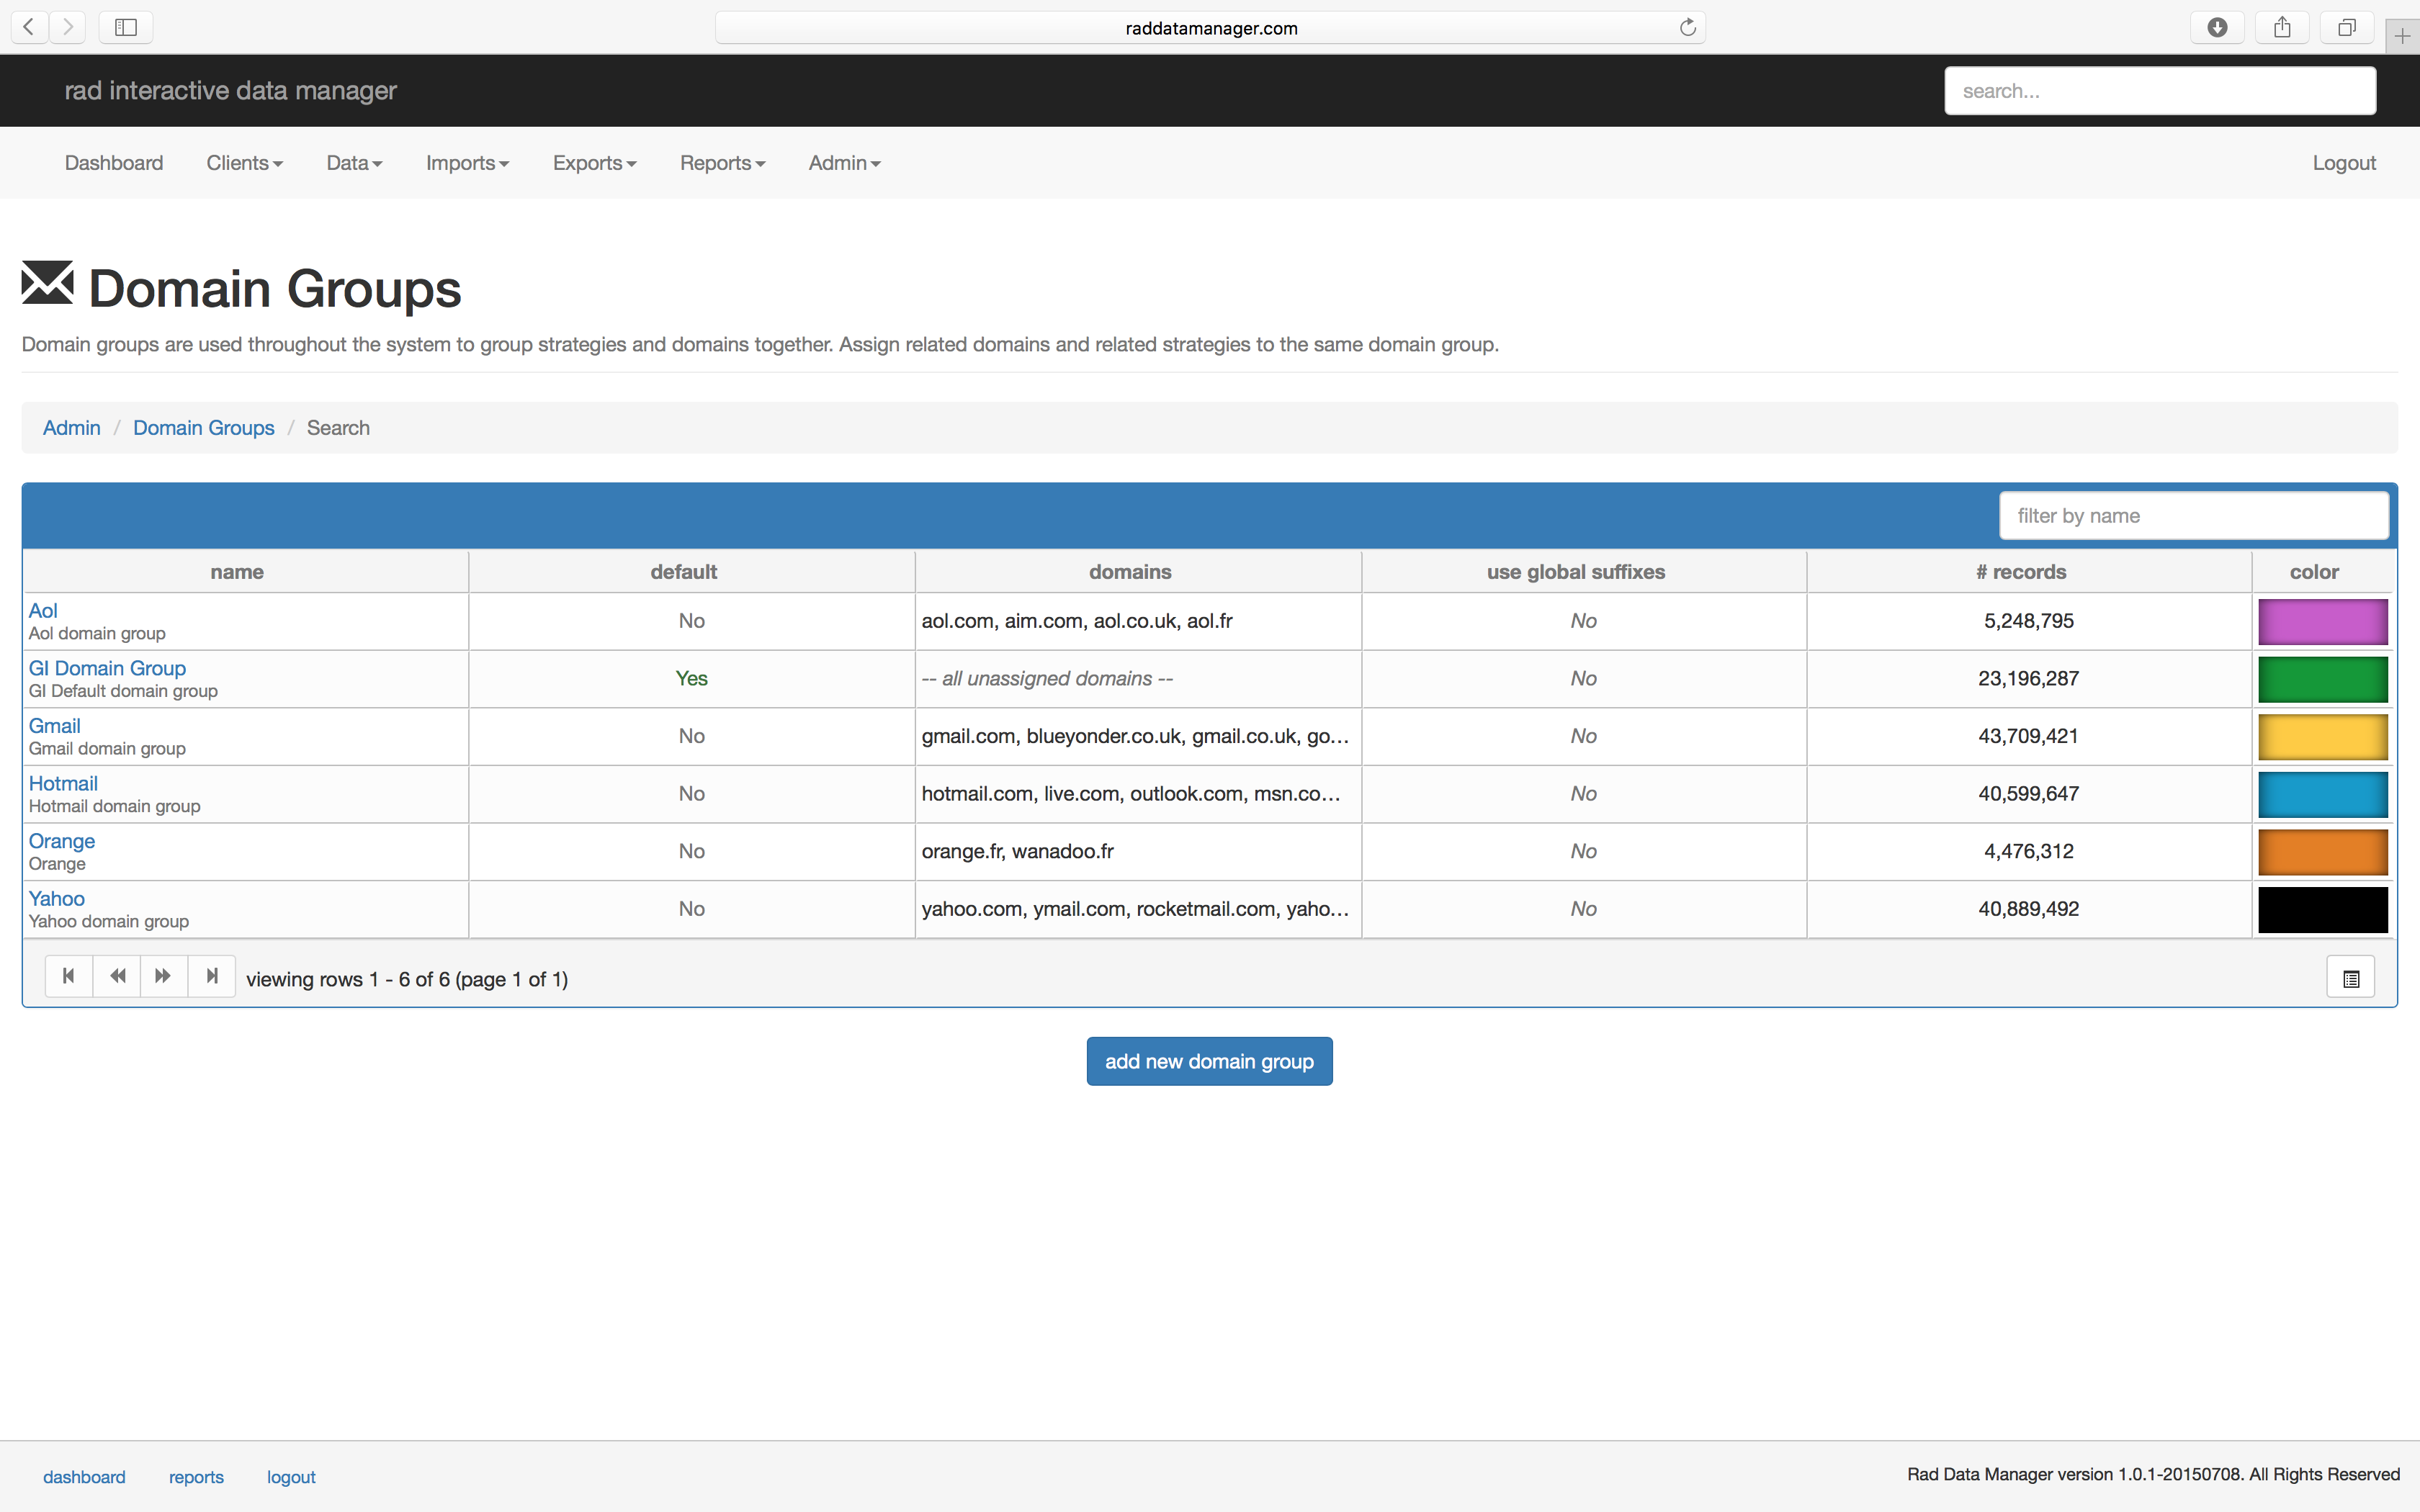 raddatamanager.com
rad interactive data manager
search...
Dashboard Clients Data Imports Exports Reports Admin Logout
Domain Groups
Domain groups are used throughout the system to group strategies and domains together. Assign related domains and related strategies to the same domain group.
Admin / Domain Groups / Search
filter by name
name default domains use global suffixes # records color
Aol
Aol domain group
No aol.com, aim.com, aol.co.uk, aol.fr No 5,248,795
GI Domain Group
GI Default domain group
Yes -- all unassigned domains -- No 23,196,287
Gmail
Gmail domain group
No gmail.com, blueyonder.co.uk, gmail.co.uk, go... No 43,709,421
Hotmail
Hotmail domain group
No hotmail.com, live.com, outlook.com, msn.co... No 40,599,647
Orange
Orange
No orange.fr, wanadoo.fr No 4,476,312
Yahoo
Yahoo domain group
No yahoo.com, ymail.com, rocketmail.com, yaho... No 40,889,492
viewing rows 1 - 6 of 6 (page 1 of 1)
add new domain group
dashboard reports logout
Rad Data Manager version 1.0.1-20150708. All Rights Reserved